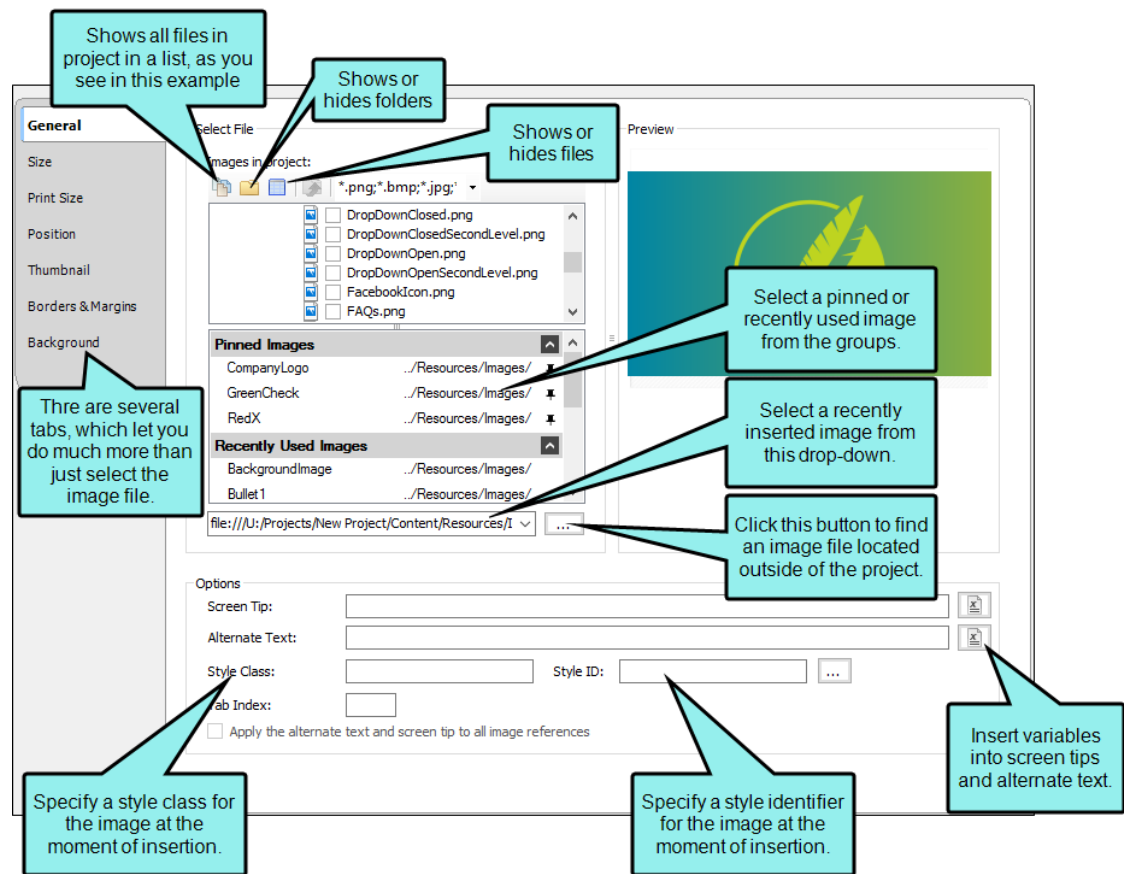 Shows all files in
project in a list, as you
see in this example
Shows or
hides folders
Shows or
hides files
General
Size
Print Size
Position
Thumbnail
Borders & Margins
Background
Thre are several
tabs, which let you
do much more than
just select the
image file.
Select File
Images in project:
*.png;*.bmp;*.jpg;
DropDownClosed.png
DropDownClosedSecondLevel.png
DropDownOpen.png
DropDownOpenSecondLevel.png
FacebookIcon.png
FAQs.png
Pinned Images
CompanyLogo ../Resources/Images/
GreenCheck ../Resources/Images/
RedX ../Resources/Images/
Recently Used Images
BackgroundImage ../Resources/Images/
Bullet1 ../Resources/Images/
file:///U:/Projects/New Project/Content/Resources/I
...
Preview
Select a pinned or
recently used image
from the groups.
Select a recently
inserted image from
this drop-down.
Click this button to find
an image file located
outside of the project.
Options
Screen Tip:
Alternate Text:
Style Class:
Style ID:
...
Tab Index:
Apply the alternate text and screen tip to all image references
Insert variables
into screen tips
and alternate text.
Specify a style class for
the image at the
moment of insertion.
Specify a style identifier
for the image at the
moment of insertion.